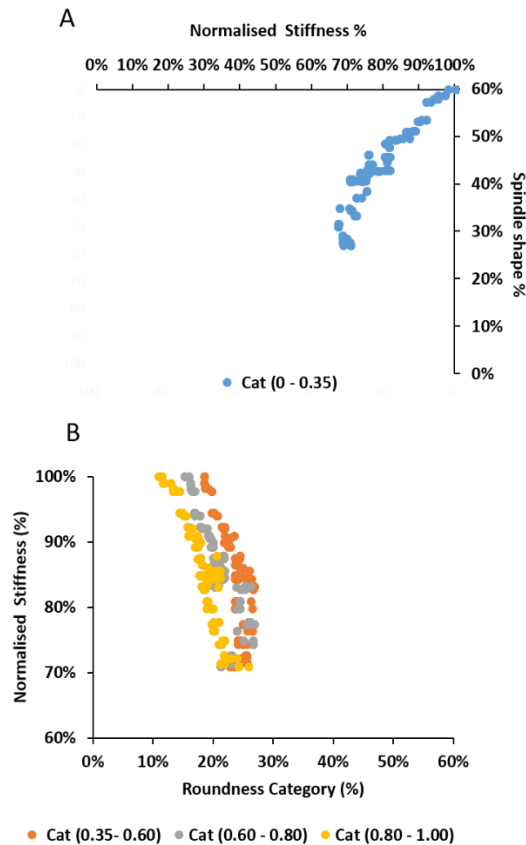 A
Normalised Stiffness %
0% 10% 20% 30% 40% 50% 60% 70% 80% 90% 100%
60%
50%
40%
30%
20%
10%
0%
Spindle shape %
Cat (0 - 0.35)
B
100%
90%
80%
70%
60%
Normalised Stiffness (%)
0% 10% 20% 30% 40% 50% 60%
Roundness Category (%)
Cat (0.35- 0.60) Cat (0.60 - 0.80) Cat (0.80 - 1.00)